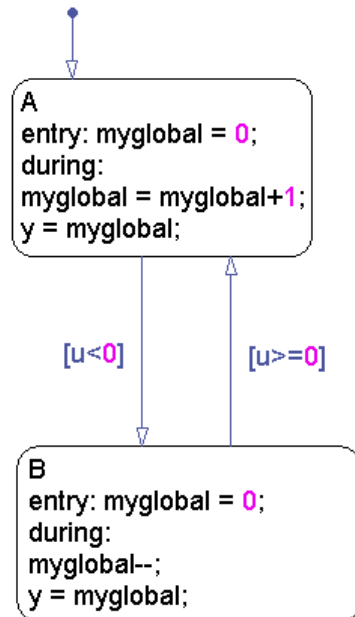 A
entry: myglobal = 0;
during:
myglobal = myglobal+1;
y = myglobal;
[u<0]
[u>=0]
B
entry: myglobal = 0;
during:
myglobal--;
y = myglobal;